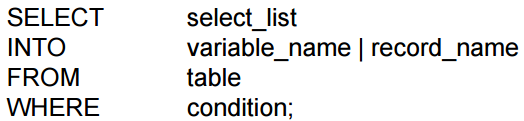 SELECT select_list
INTO variable_name | record_name
FROM table
WHERE condition;